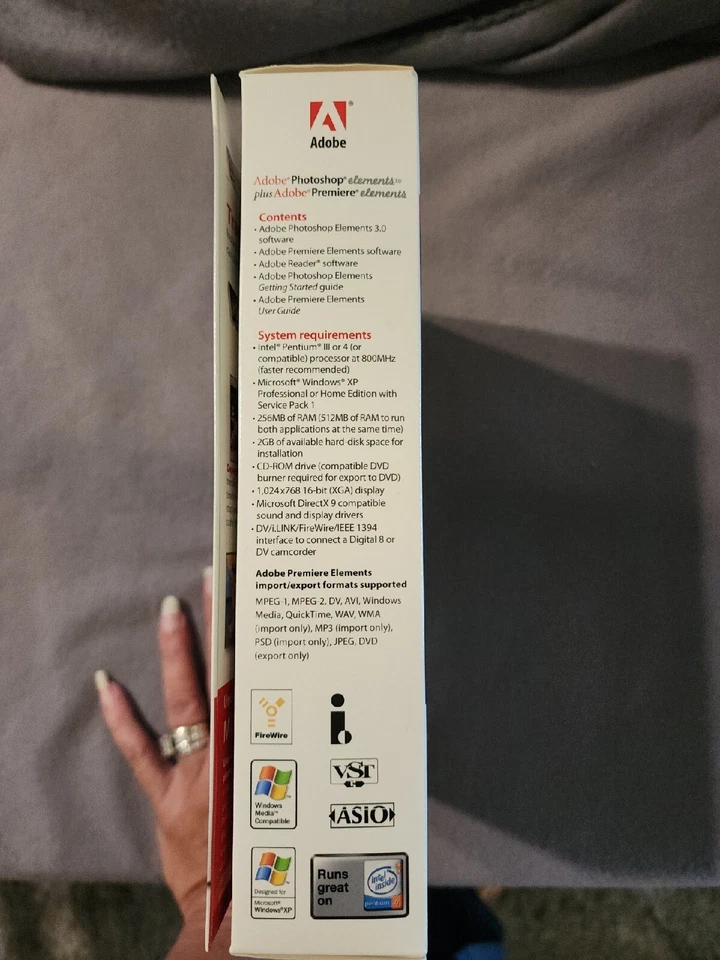 Adobe
Adobe® Photoshop® elements 3.0
plus Adobe® Premiere® elements
Contents
• Adobe Photoshop Elements 3.0
software
• Adobe Premiere Elements software
• Adobe Reader® software
• Adobe Photoshop Elements
Getting Started guide
• Adobe Premiere Elements
User Guide
System requirements
• Intel® Pentium® III or 4 (or
compatible) processor at 800MHz
(faster recommended)
• Microsoft® Windows® XP
Professional or Home Edition with
Service Pack 1
• 256MB of RAM (512MB of RAM to run
both applications at the same time)
• 2GB of available hard-disk space for
installation
• CD-ROM drive (compatible DVD
burner required for export to DVD)
• 1,024x768 16-bit (XGA) display
• Microsoft DirectX 9 compatible
sound and display drivers
• DV/i.LINK/FireWire/IEEE 1394
interface to connect a Digital 8 or
DV camcorder
Adobe Premiere Elements
import/export formats supported
MPEG-1, MPEG-2, DV, AVI, Windows
Media, QuickTime, WAV, WMA
(import only), MP3 (import only),
PSD (import only), JPEG, DVD
(export only)
FireWire
VST
Windows
Media™
Compatible
ASIO
Designed for
Microsoft®
Windows®XP
Runs
great
on
intel
inside
pentium 4